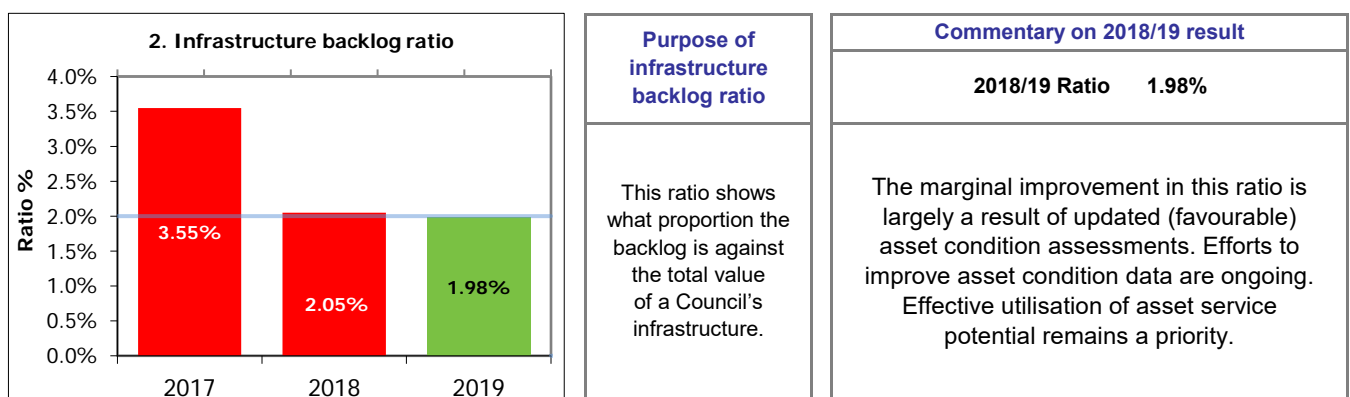 2. Infrastructure backlog ratio
4.0%
3.5%
3.0%
2.5%
2.0%
1.5%
1.0%
0.5%
0.0%
Ratio %
3.55%
2.05%
1.98%
2017
2018
2019
Purpose of
infrastructure
backlog ratio
This ratio shows
what proportion the
backlog is against
the total value
of a Council's
infrastructure.
Commentary on 2018/19 result
2018/19 Ratio 1.98%
The marginal improvement in this ratio is
largely a result of updated (favourable)
asset condition assessments. Efforts to
improve asset condition data are ongoing.
Effective utilisation of asset service
potential remains a priority.